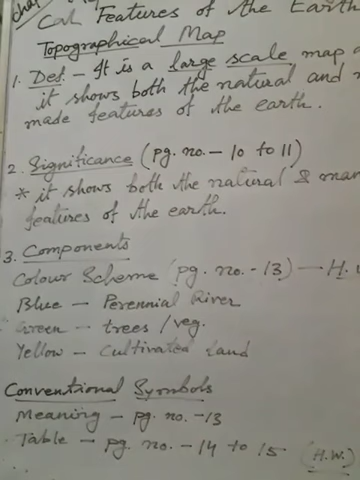 Chap
Cal Features of the Earth
Topographical Map
1. Def. – It is a large scale map
it shows both the natural and
made features of the earth.
2. Significance (pg. no. – 10 to 11)
* it shows both the natural & man
features of the earth.
3. Components
Colour Scheme (pg. no. - 13) — H.
Blue – Perennial River
Green – trees / veg.
Yellow – Cultivated Land
Conventional Symbols
Meaning – pg. no. – 13
Table – pg. no. – 14 to 15 (H.W.)